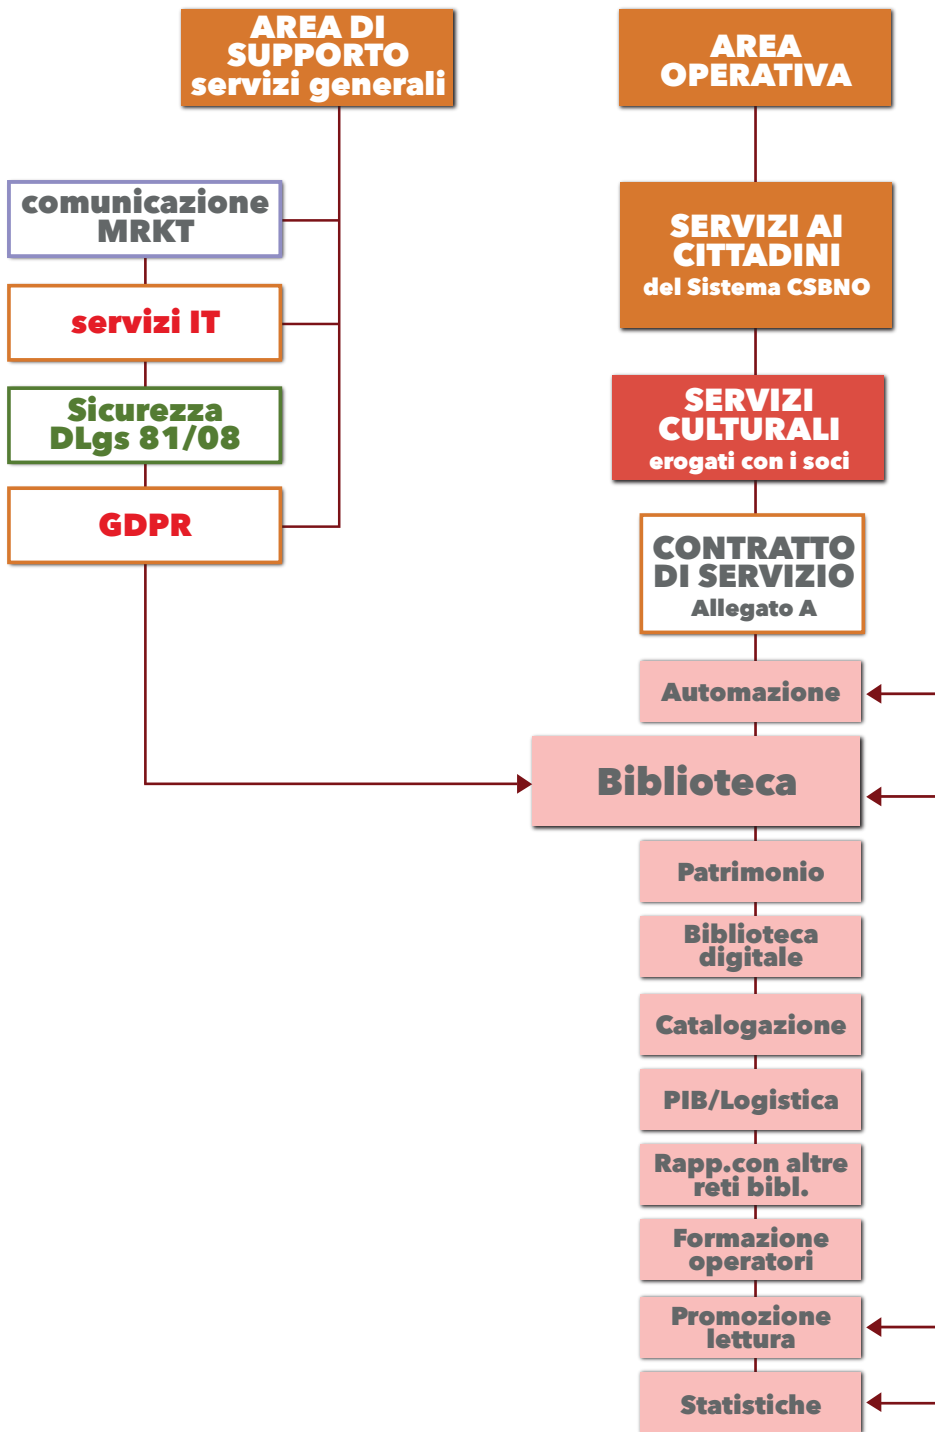 AREA DI
SUPPORTO
servizi generali
comunicazione
MRKT
servizi IT
Sicurezza
DLgs 81/08
GDPR
AREA
OPERATIVA
SERVIZI AI
CITTADINI
del Sistema CSBNO
SERVIZI
CULTURALI
erogati con i soci
CONTRATTO
DI SERVIZIO
Allegato A
Automazione
Biblioteca
Patrimonio
Biblioteca
digitale
Catalogazione
PIB/Logistica
Rapp.con altre
reti bibl.
Formazione
operatori
Promozione
lettura
Statistiche